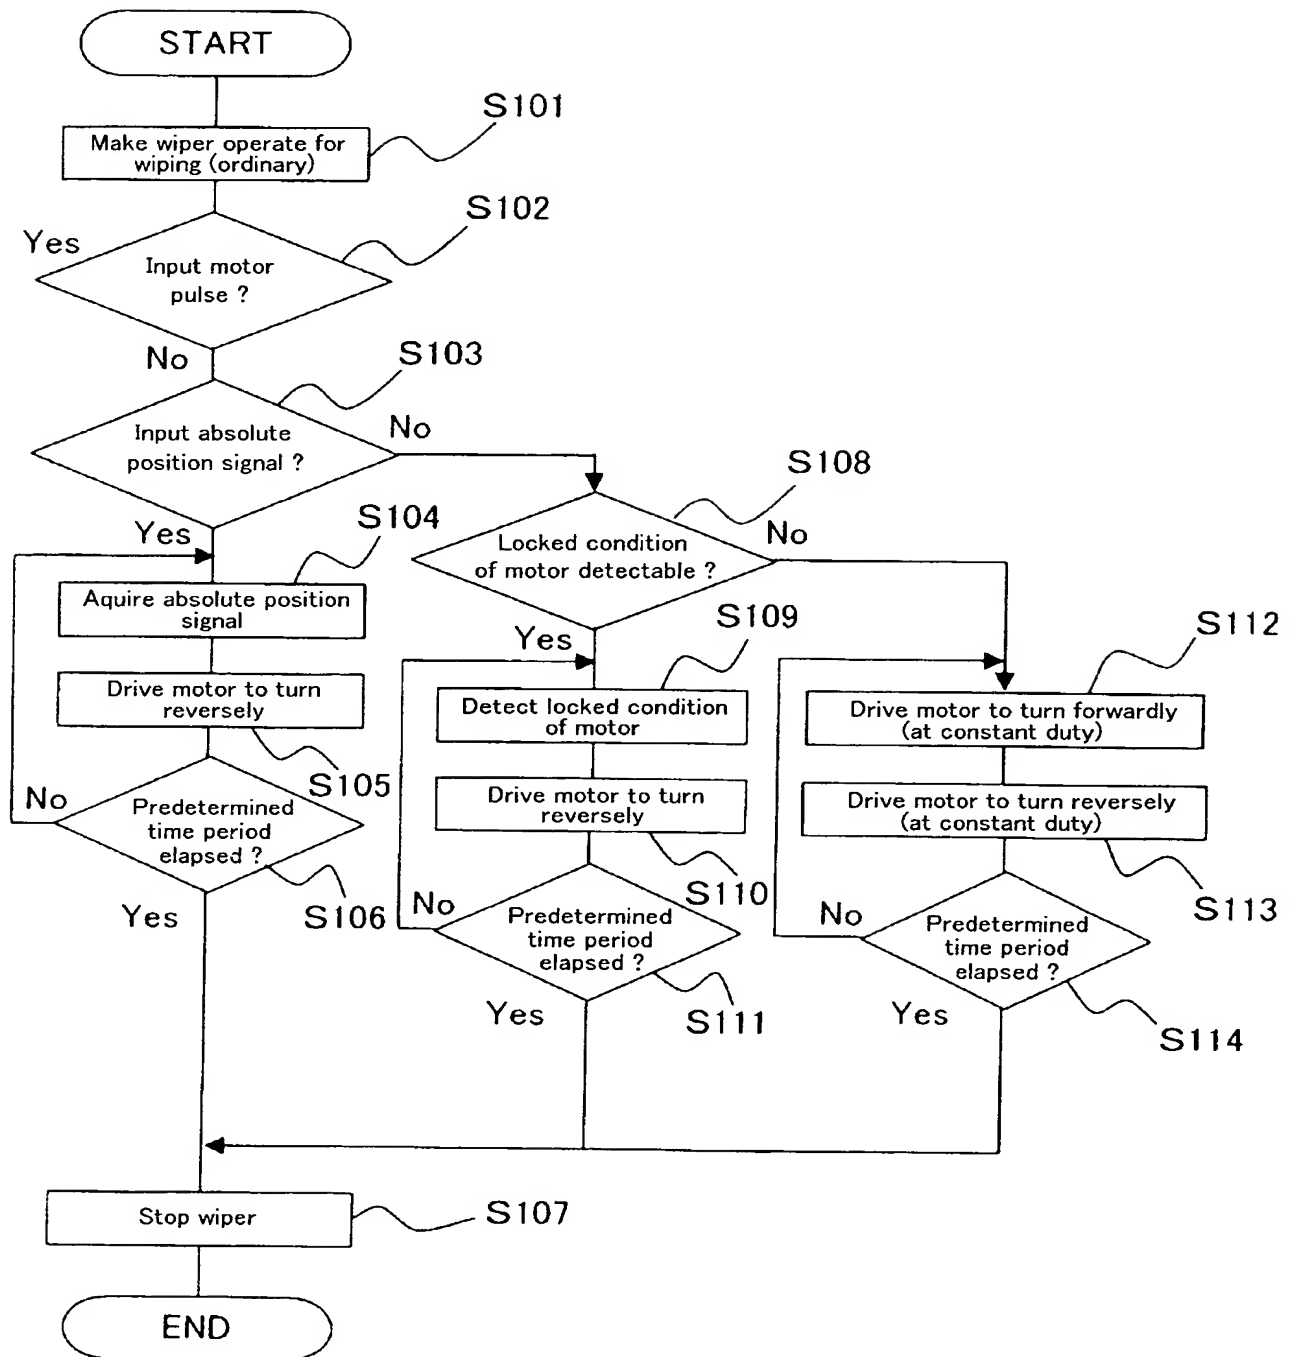 START
S101
Make wiper operate for
wiping (ordinary)
S102
Yes
Input motor
pulse ?
No
S103
Input absolute
position signal ?
No
S108
Yes
S104
Locked condition
of motor detectable ?
No
Aquire absolute position
signal
Yes
S109
S112
Drive motor to turn
reversely
Detect locked condition
of motor
Drive motor to turn forwardly
(at constant duty)
S105
No
Predetermined
time period
elapsed ?
Drive motor to turn
reversely
Drive motor to turn reversely
(at constant duty)
S106
Yes
S110
S113
No
Predetermined
time period
elapsed ?
No
Predetermined
time period
elapsed ?
Yes
S111
Yes
S114
Stop wiper
S107
END